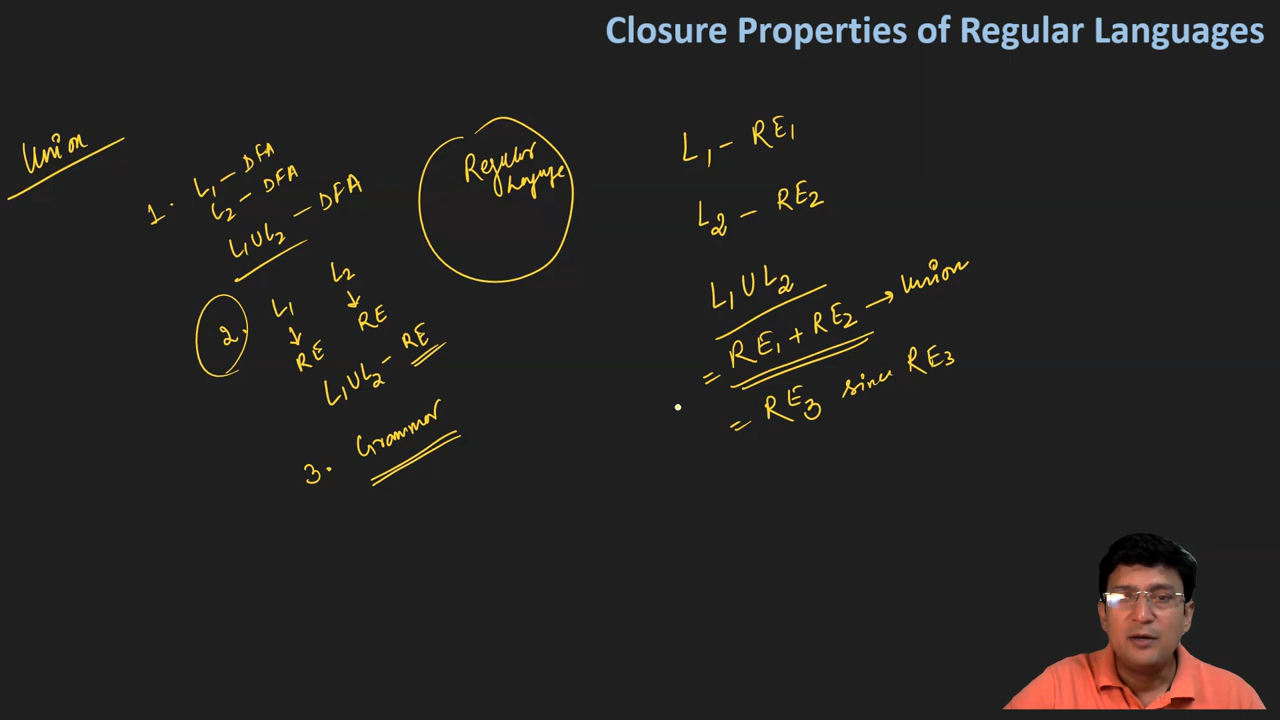 Closure Properties of Regular Languages
Union
1. L₁ - DFA
L₂ - DFA
L₁UL₂ - DFA
2. L₁ L₂
↓ ↓
RE RE
L₁UL₂ - RE
3. Grammar
Regular
Language
L₁ - RE₁
L₂ - RE₂
L₁UL₂
= RE₁ + RE₂ → Union
= RE₃ since RE₃